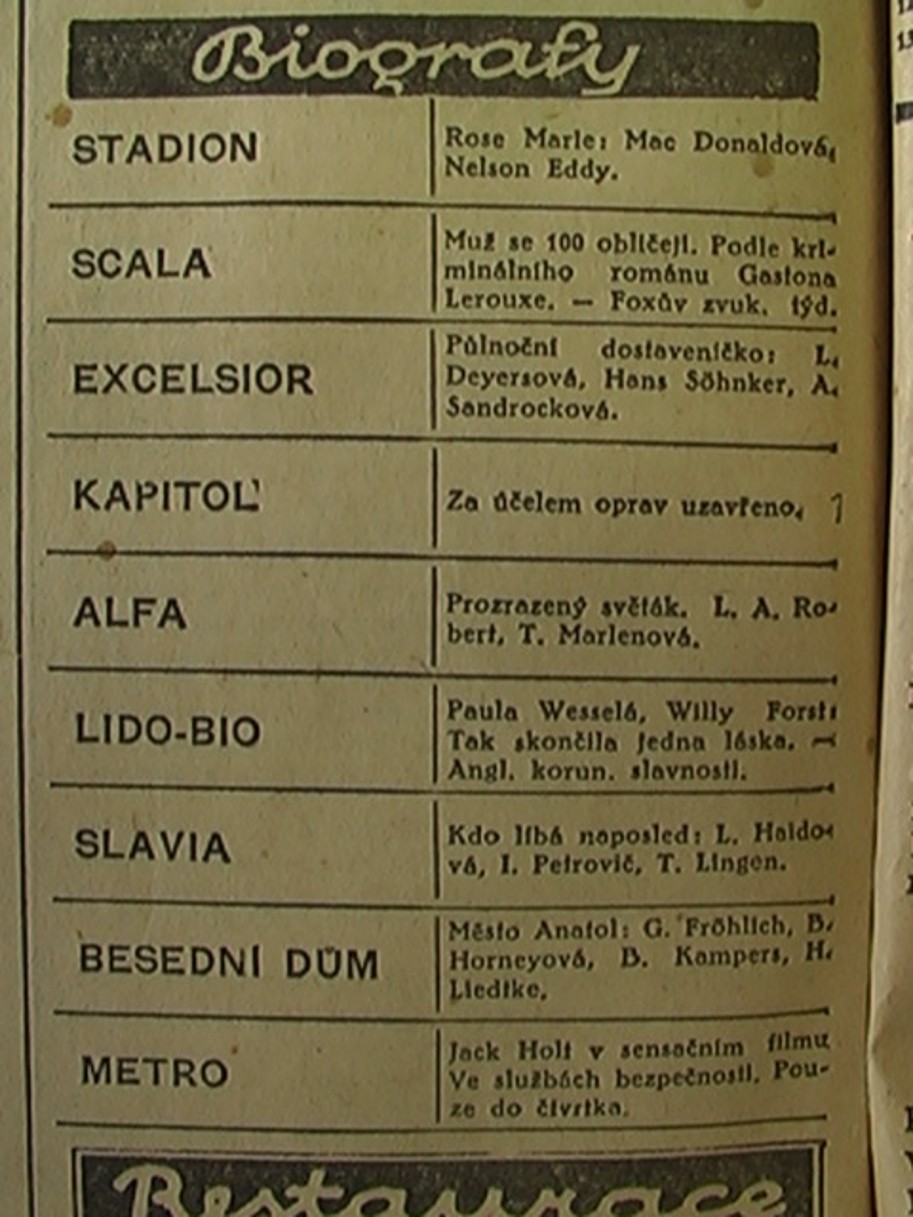 Biografy
STADION
Rose Marle: Mac Donaldová,
Nelson Eddy.
SCALA
Muž se 100 obličeji. Podle kri-
minálního románu Gastona
Lerouxe. — Foxův zvuk. týd.
EXCELSIOR
Půlnoční dostaveníčko: L.
Deyersová, Hans Söhnker, A.
Sandrocková.
KAPITOL
Za účelem oprav uzavřeno.
ALFA
Prozrazený světák. L. A. Ro-
bert, T. Marlenová.
LIDO-BIO
Paula Wesselá, Willy Forst:
Tak skončila jedna láska. —
Angl. korun. slavnosti.
SLAVIA
Kdo líbá naposled: L. Haido-
vá, I. Petrovič, T. Lingen.
BESEDNÍ DŮM
Město Anatol: G. Fröhlich, B.
Horneyová, B. Kampers, H.
Liedtke.
METRO
Jack Holt v sensačním filmu
Ve službách bezpečnosti. Pou-
ze do čtvrtka.
Restaurace